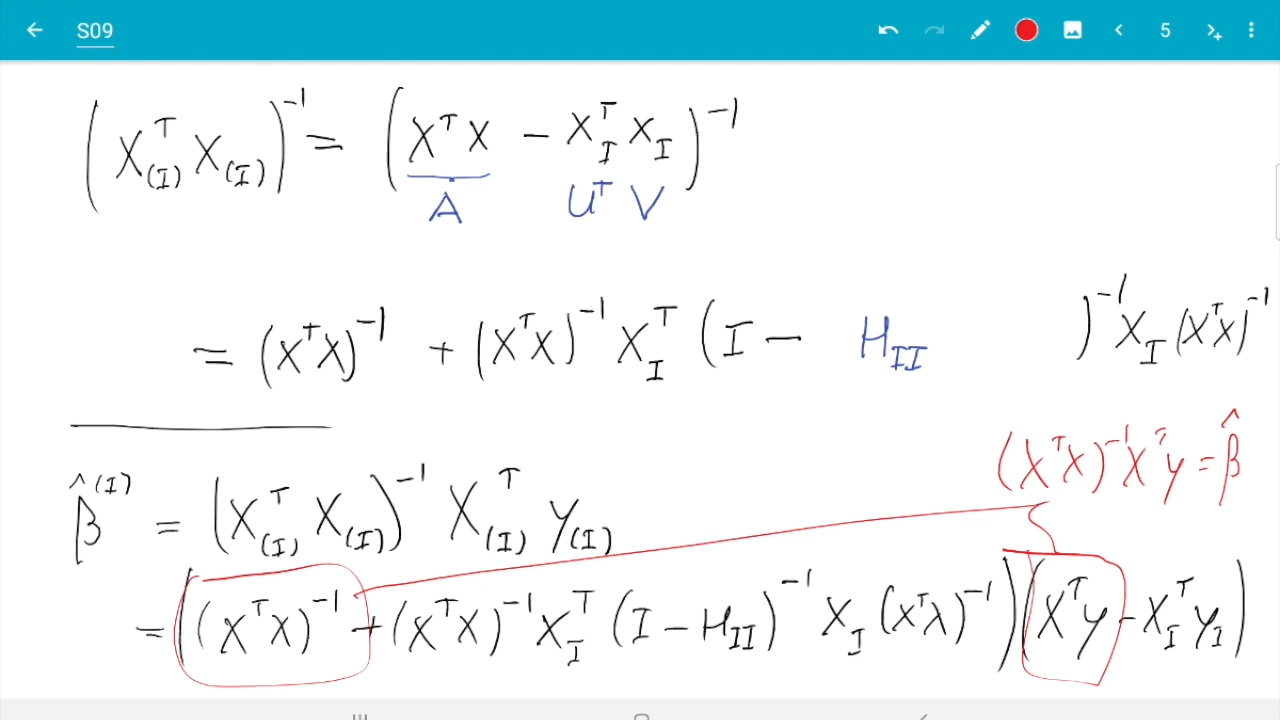 S09
5
(X_(I)^T X_(I))^-1 = (X^T X - X_I^T X_I)^-1
A U^T V
= (X^T X)^-1 + (X^T X)^-1 X_I^T (I - H_II )^-1 X_I (X^T X)^-1
(X^T X)^-1 X^T y = β̂
β̂^(I) = (X_(I)^T X_(I))^-1 X_(I)^T y_(I)
= ((X^T X)^-1 + (X^T X)^-1 X_I^T (I - H_II)^-1 X_I (X^T X)^-1)(X^T y - X_I^T y_I)